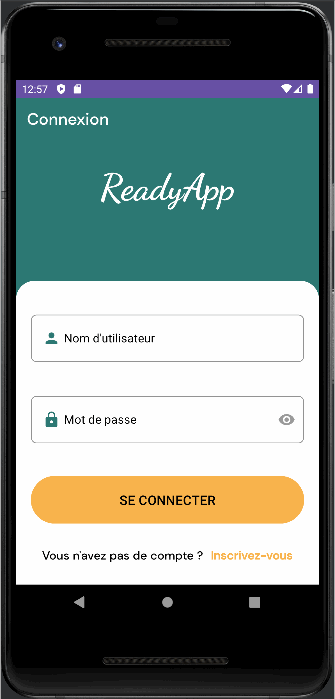 12:57
Connexion
ReadyApp
Nom d'utilisateur
Mot de passe
SE CONNECTER
Vous n'avez pas de compte ? Inscrivez-vous